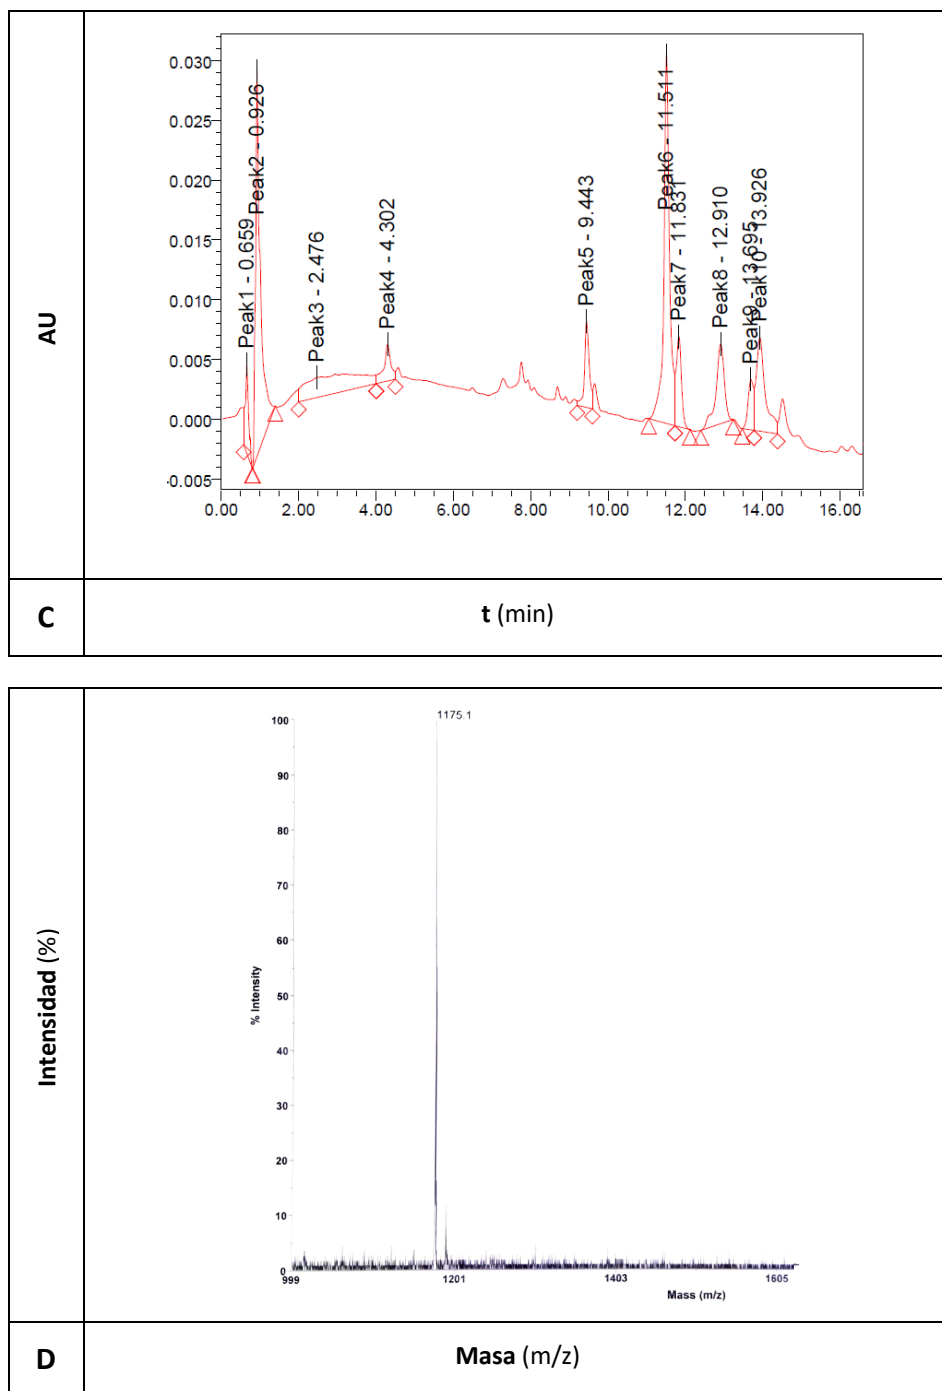 AU
0.030
0.025
0.020
0.015
0.010
0.005
0.000
-0.005
Peak1 - 0.659
Peak2 - 0.926
Peak3 - 2.476
Peak4 - 4.302
Peak5 - 9.443
Peak6 - 11.511
Peak7 - 11.831
Peak8 - 12.910
Peak9 - 13.695
Peak10 - 13.926
0.00 2.00 4.00 6.00 8.00 10.00 12.00 14.00 16.00
C t (min)
Intensidad (%)
% Intensity
1175.1
100
90
80
70
60
50
40
30
20
10
0
999 1201 1403 1605
Mass (m/z)
D Masa (m/z)